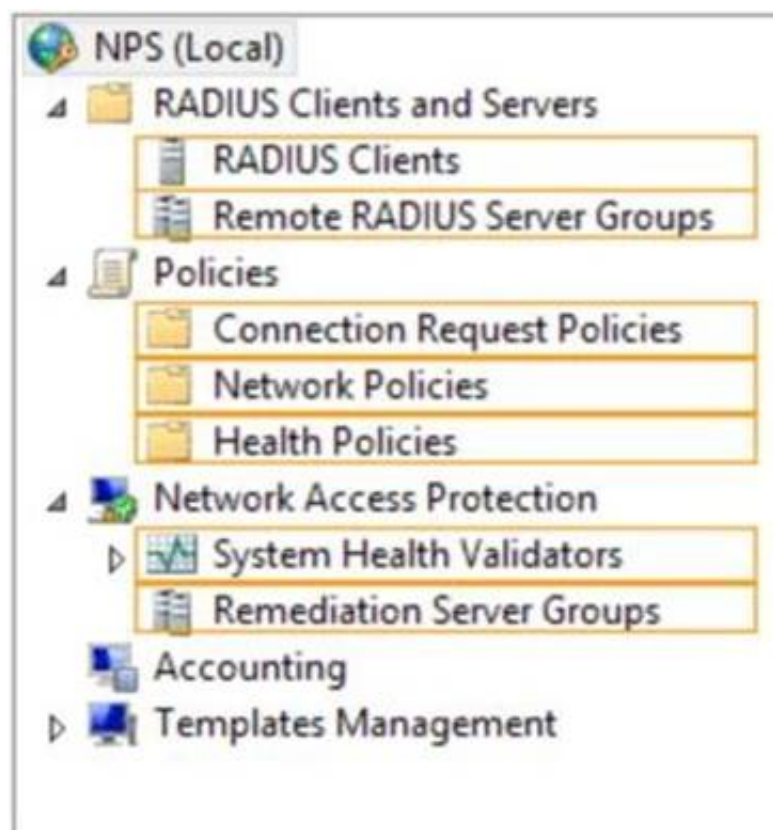 NPS (Local)
RADIUS Clients and Servers
RADIUS Clients
Remote RADIUS Server Groups
Policies
Connection Request Policies
Network Policies
Health Policies
Network Access Protection
System Health Validators
Remediation Server Groups
Accounting
Templates Management